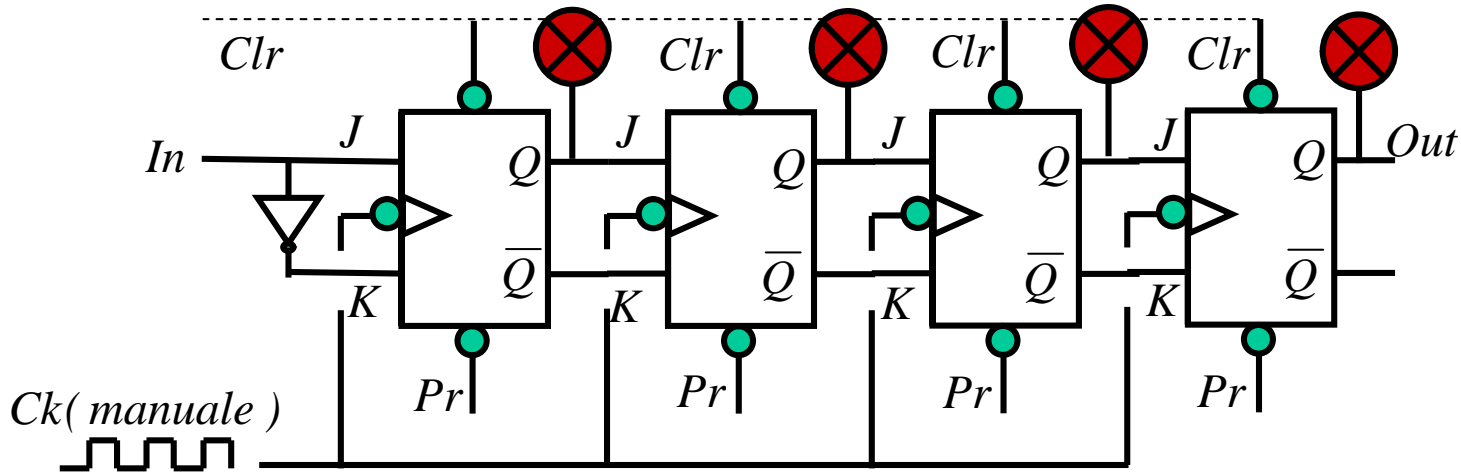 Clr Clr Clr Clr
In J Q J Q J Q J Q Out
K Q̅ K Q̅ K Q̅ K Q̅
Pr Pr Pr Pr
Ck( manuale )